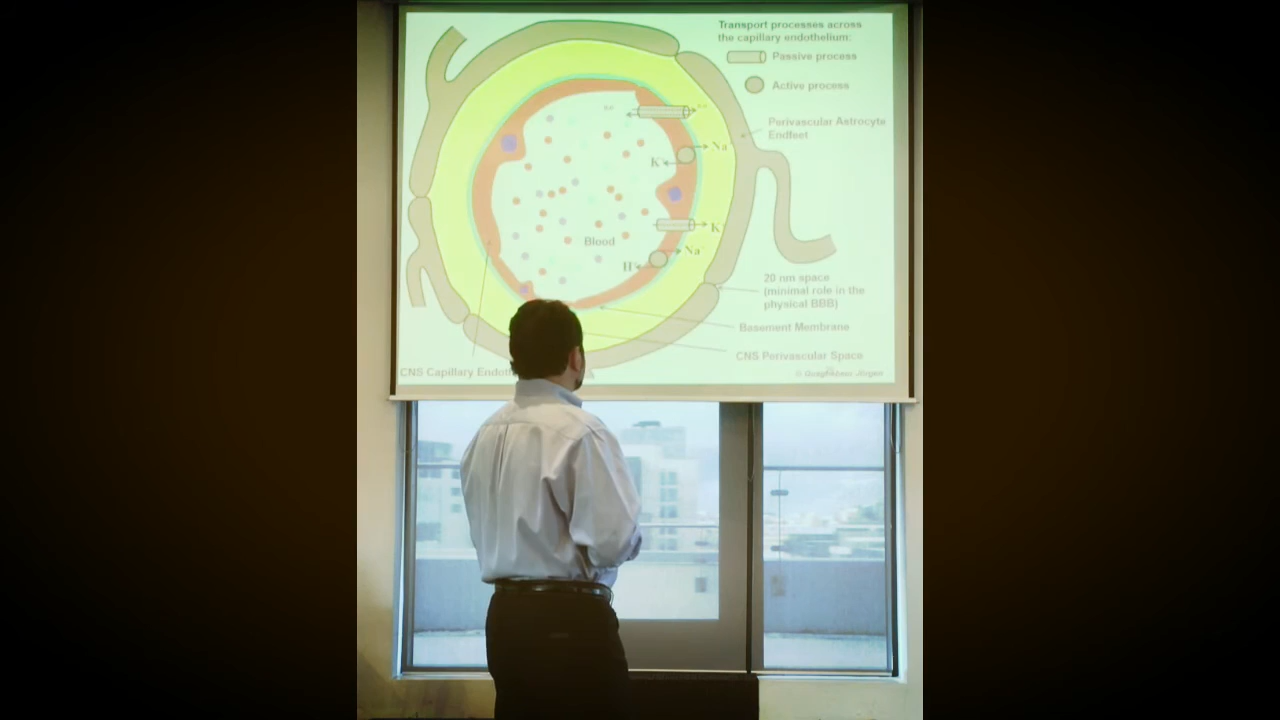 Transport processes across
the capillary endothelium:
Passive process
Active process
Perivascular Astrocyte
Endfeet
Na
K
K
Blood
Na
H
20 nm space
(minimal role in the
physical BBB)
Basement Membrane
CNS Perivascular Space
CNS Capillary
©